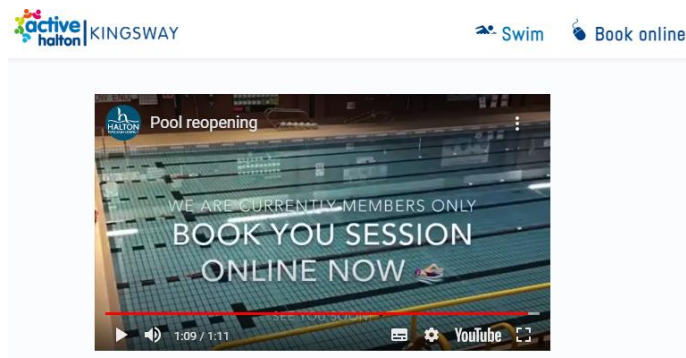 active
halton
KINGSWAY
Swim
Book online
HALTON
Pool reopening
WE ARE CURRENTLY MEMBERS ONLY
BOOK YOU SESSION
ONLINE NOW
SEE YOU SOON
1:09 / 1:11
YouTube